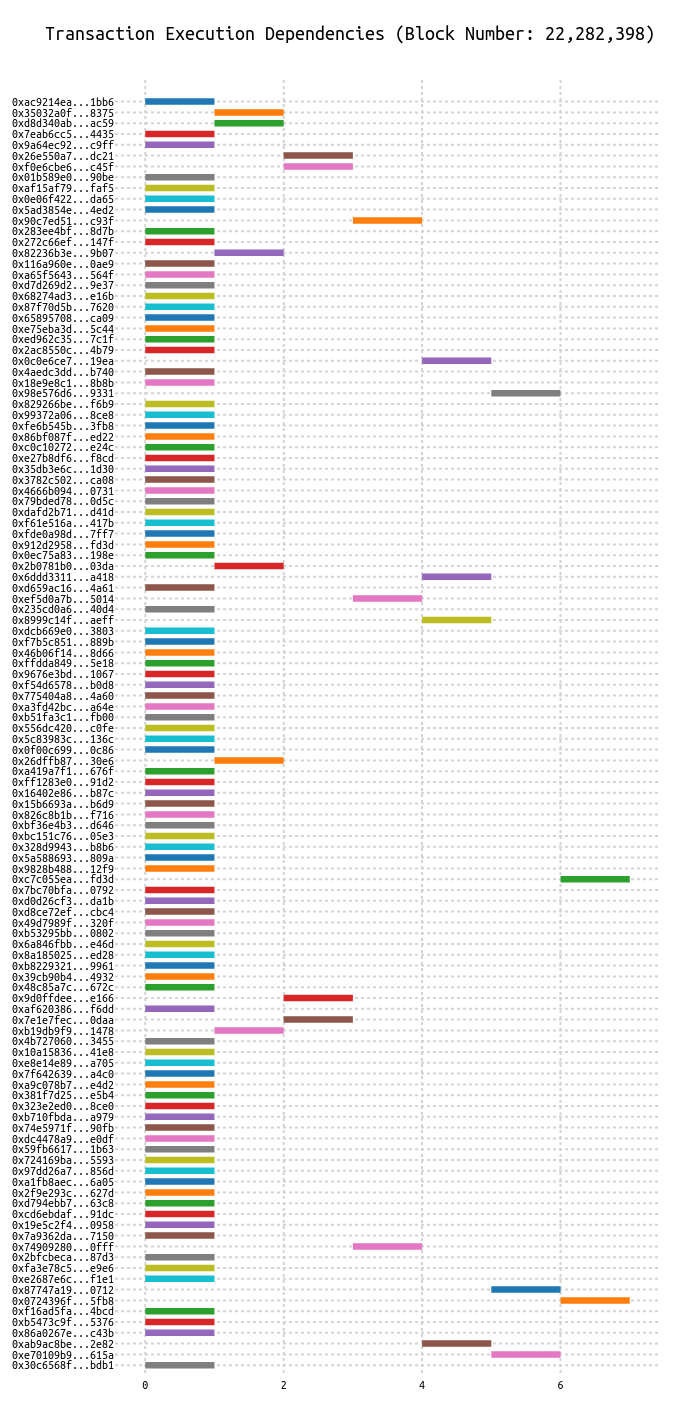 Transaction Execution Dependencies (Block Number: 22,282,398)
0xac9214ea...1bb6
0x35032a0f...8375
0xd8d340ab...ac59
0x7eab6cc5...4435
0x9a64ec92...c9ff
0x26e550a7...dc21
0xf0e6cbe6...c45f
0x01b589e0...90be
0xaf15af79...faf5
0x0e06f422...da65
0x5ad3854e...4ed2
0x90c7ed51...c93f
0x283ee4bf...8d7b
0x272c66ef...147f
0x82236b3e...9b07
0x116a960e...0ae9
0xa65f5643...564f
0xd7d269d2...9e37
0x68274ad3...e16b
0x87f70d5b...7620
0x65895708...ca09
0xe75eba3d...5c44
0xed962c35...7c1f
0x2ac8550c...4b79
0x0c0e6ce7...19ea
0x4aedc3dd...b740
0x18e9e8c1...8b8b
0x98e576d6...9331
0x829266be...f6b9
0x99372a06...8ce8
0xfe6b545b...3fb8
0x86bf087f...ed22
0xc0c10272...e24c
0xe27b8df6...f8cd
0x35db3e6c...1d30
0x3782c502...ca08
0x4666b094...0731
0x79bded78...0d5c
0xdafd2b71...d41d
0xf61e516a...417b
0xfde0a98d...7ff7
0x912d2958...fd3d
0x0ec75a83...198e
0x2b0781b0...03da
0x6ddd3311...a418
0xd659ac16...4a61
0xef5d0a7b...5014
0x235cd0a6...40d4
0x8999c14f...aeff
0xdcb669e0...3803
0xf7b5c851...889b
0x46b06f14...8d66
0xffdda849...5e18
0x9676e3bd...1067
0xf54d6578...b0d8
0x775404a8...4a60
0xa3fd42bc...a64e
0xb51fa3c1...fb00
0x556dc420...c0fe
0x5c83983c...136c
0x0f00c699...0c86
0x26dffb87...30e6
0xa419a7f1...676f
0xff1283e0...91d2
0x16402e86...b87c
0x15b6693a...b6d9
0x826c8b1b...f716
0xbf36e4b3...d646
0xbc151c76...05e3
0x328d9943...b8b6
0x5a588693...809a
0x9828b488...12f9
0xc7c055ea...fd3d
0x7bc70bfa...0792
0xd0d26cf3...da1b
0xd8ce72ef...cbc4
0x49d7989f...320f
0xb53295bb...0802
0x6a846fbb...e46d
0x8a185025...ed28
0xb8229321...9961
0x39cb90b4...4932
0x48c85a7c...672c
0x9d0ffdee...e166
0xaf620386...f6dd
0x7e1e7fec...0daa
0xb19db9f9...1478
0x4b727060...3455
0x10a15836...41e8
0xe8e14e89...a705
0x7f642639...a4c0
0xa9c078b7...e4d2
0x381f7d25...e5b4
0x323e2ed0...8ce0
0xb710fbda...a979
0x74e5971f...90fb
0xdc4478a9...e0df
0x59fb6617...1b63
0x724169ba...5593
0x97dd26a7...856d
0xa1fb8aec...6a05
0x2f9e293c...627d
0xd794ebb7...63c8
0xcd6ebdaf...91dc
0x19e5c2f4...0958
0x7a9362da...7150
0x74909280...0fff
0x2bfcbeca...87d3
0xfa3e78c5...e9e6
0xe2687e6c...f1e1
0x87747a19...0712
0x0724396f...5fb8
0xf16ad5fa...4bcd
0xb5473c9f...5376
0x86a0267e...c43b
0xab9ac8be...2e82
0xe70109b9...615a
0x30c6568f...bdb1
0 2 4 6